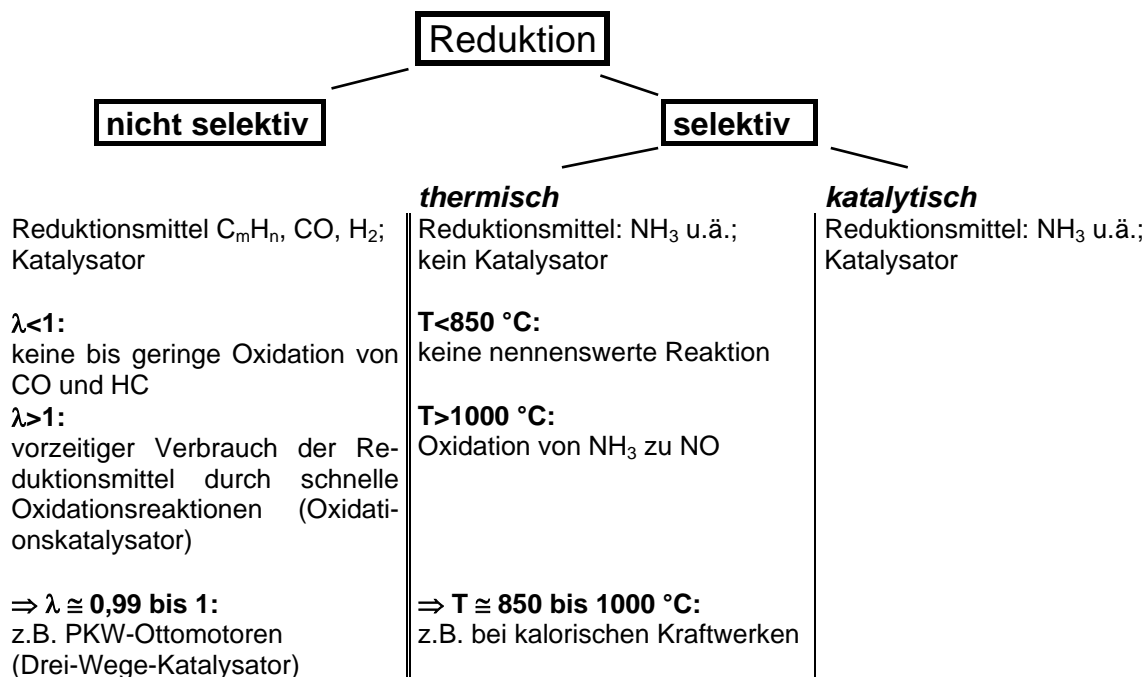 Reduktion
nicht selektiv
selektiv
thermisch
katalytisch
Reduktionsmittel CₘHₙ, CO, H₂;
Katalysator
λ<1:
keine bis geringe Oxidation von
CO und HC
λ>1:
vorzeitiger Verbrauch der Re-
duktionsmittel durch schnelle
Oxidationsreaktionen (Oxidati-
onskatalysator)
⇒ λ ≅ 0,99 bis 1:
z.B. PKW-Ottomotoren
(Drei-Wege-Katalysator)
Reduktionsmittel: NH₃ u.ä.;
kein Katalysator
T<850 °C:
keine nennenswerte Reaktion
T>1000 °C:
Oxidation von NH₃ zu NO
⇒ T ≅ 850 bis 1000 °C:
z.B. bei kalorischen Kraftwerken
Reduktionsmittel: NH₃ u.ä.;
Katalysator